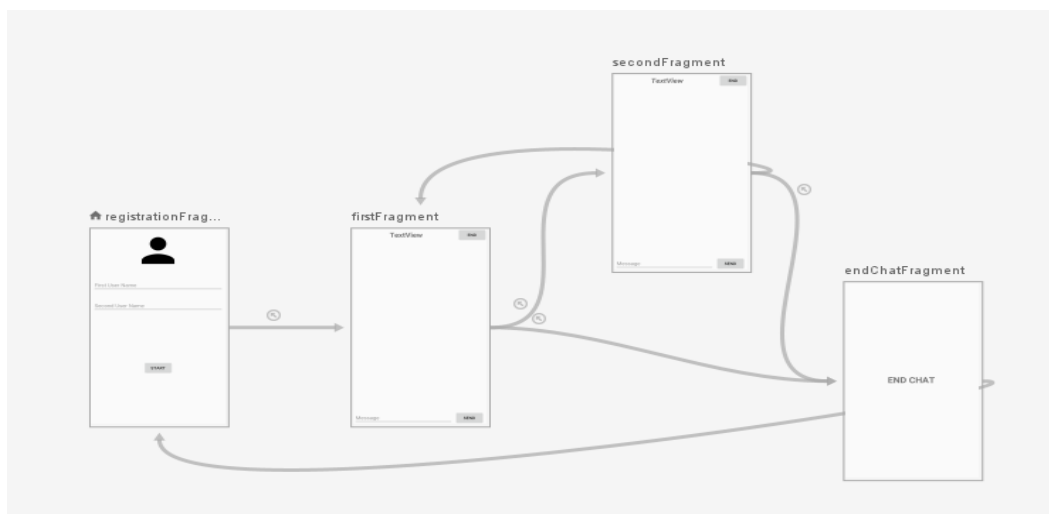 secondFragment
TextView
END
Message
SEND
registrationFrag...
First User Name
Second User Name
START
firstFragment
TextView
END
Message
SEND
endChatFragment
END CHAT